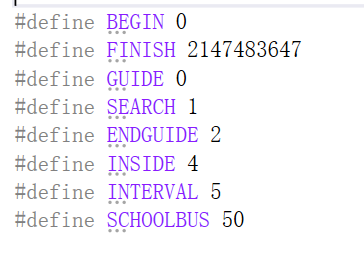 #define BEGIN 0
#define FINISH 2147483647
#define GUIDE 0
#define SEARCH 1
#define ENDGUIDE 2
#define INSIDE 4
#define INTERVAL 5
#define SCHOOLBUS 50